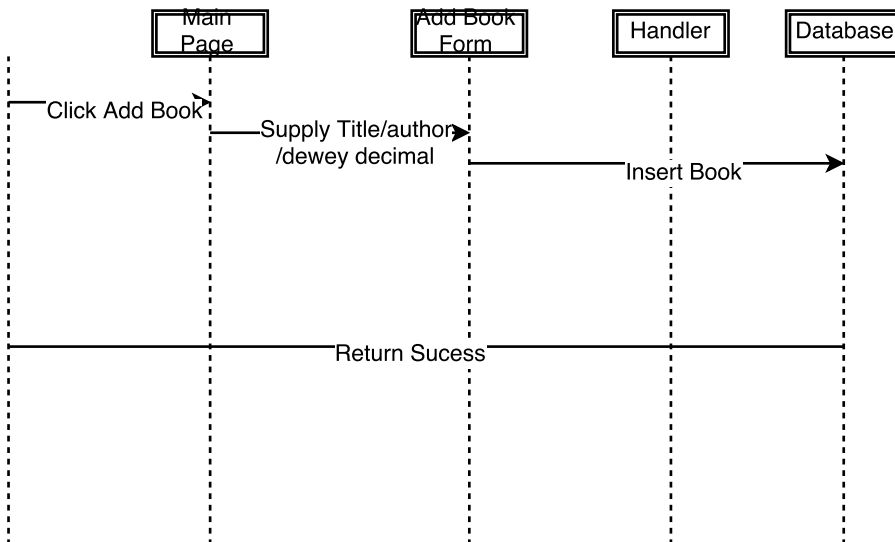 Main
Page
Add Book
Form
Handler
Database
Click Add Book
Supply Title/author
/dewey decimal
Insert Book
Return Sucess